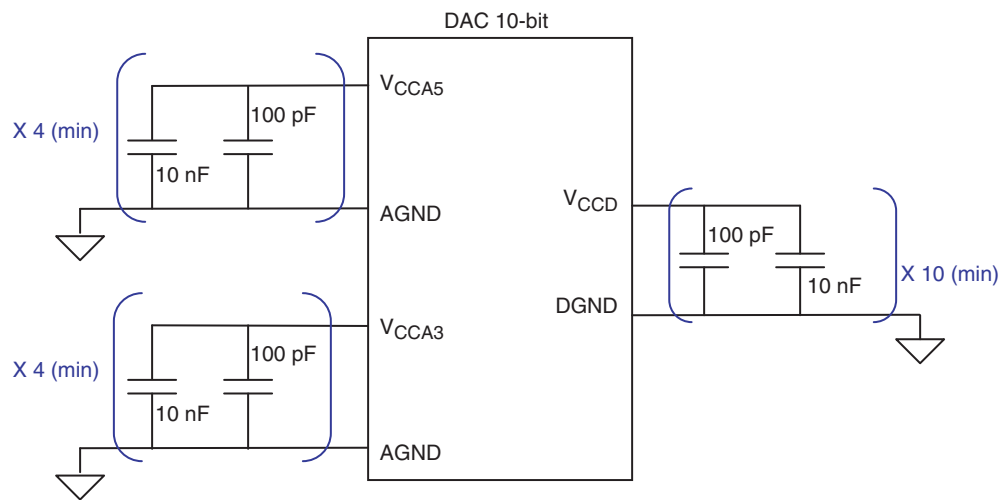 DAC 10-bit
VCCA5
100 pF
X 4 (min)
10 nF
AGND
VCCD
100 pF
X 10 (min)
10 nF
DGND
VCCA3
100 pF
X 4 (min)
10 nF
AGND